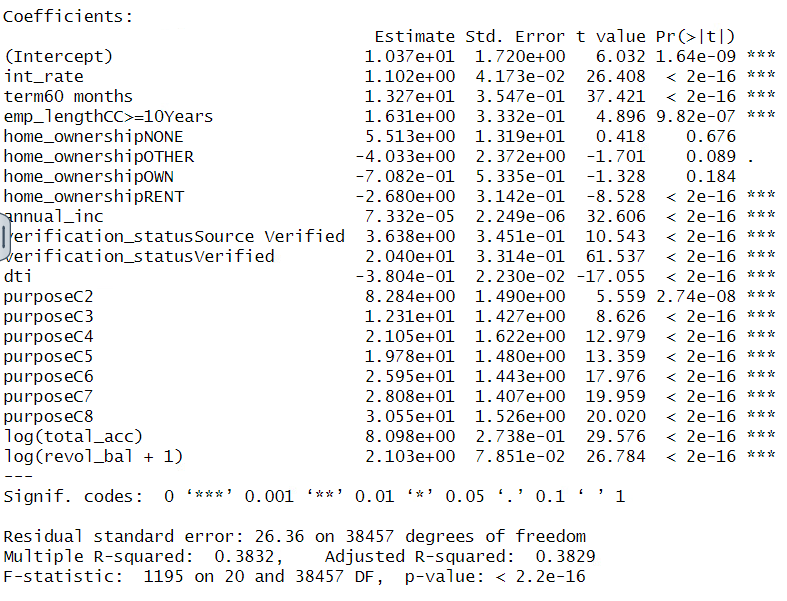 Coefficients:
Estimate Std. Error t value Pr(>|t|)
(Intercept) 1.037e+01 1.720e+00 6.032 1.64e-09 ***
int_rate 1.102e+00 4.173e-02 26.408 < 2e-16 ***
term60 months 1.327e+01 3.547e-01 37.421 < 2e-16 ***
emp_lengthCC>=10Years 1.631e+00 3.332e-01 4.896 9.82e-07 ***
home_ownershipNONE 5.513e+00 1.319e+01 0.418 0.676
home_ownershipOTHER -4.033e+00 2.372e+00 -1.701 0.089 .
home_ownershipOWN -7.082e-01 5.335e-01 -1.328 0.184
home_ownershipRENT -2.680e+00 3.142e-01 -8.528 < 2e-16 ***
annual_inc 7.332e-05 2.249e-06 32.606 < 2e-16 ***
verification_statusSource Verified 3.638e+00 3.451e-01 10.543 < 2e-16 ***
verification_statusVerified 2.040e+01 3.314e-01 61.537 < 2e-16 ***
dti -3.804e-01 2.230e-02 -17.055 < 2e-16 ***
purposeC2 8.284e+00 1.490e+00 5.559 2.74e-08 ***
purposeC3 1.231e+01 1.427e+00 8.626 < 2e-16 ***
purposeC4 2.105e+01 1.622e+00 12.979 < 2e-16 ***
purposeC5 1.978e+01 1.480e+00 13.359 < 2e-16 ***
purposeC6 2.595e+01 1.443e+00 17.976 < 2e-16 ***
purposeC7 2.808e+01 1.407e+00 19.959 < 2e-16 ***
purposeC8 3.055e+01 1.526e+00 20.020 < 2e-16 ***
log(total_acc) 8.098e+00 2.738e-01 29.576 < 2e-16 ***
log(revol_bal + 1) 2.103e+00 7.851e-02 26.784 < 2e-16 ***
---
Signif. codes: 0 ‘***’ 0.001 ‘**’ 0.01 ‘*’ 0.05 ‘.’ 0.1 ‘ ’ 1
Residual standard error: 26.36 on 38457 degrees of freedom
Multiple R-squared: 0.3832, Adjusted R-squared: 0.3829
F-statistic: 1195 on 20 and 38457 DF, p-value: < 2.2e-16